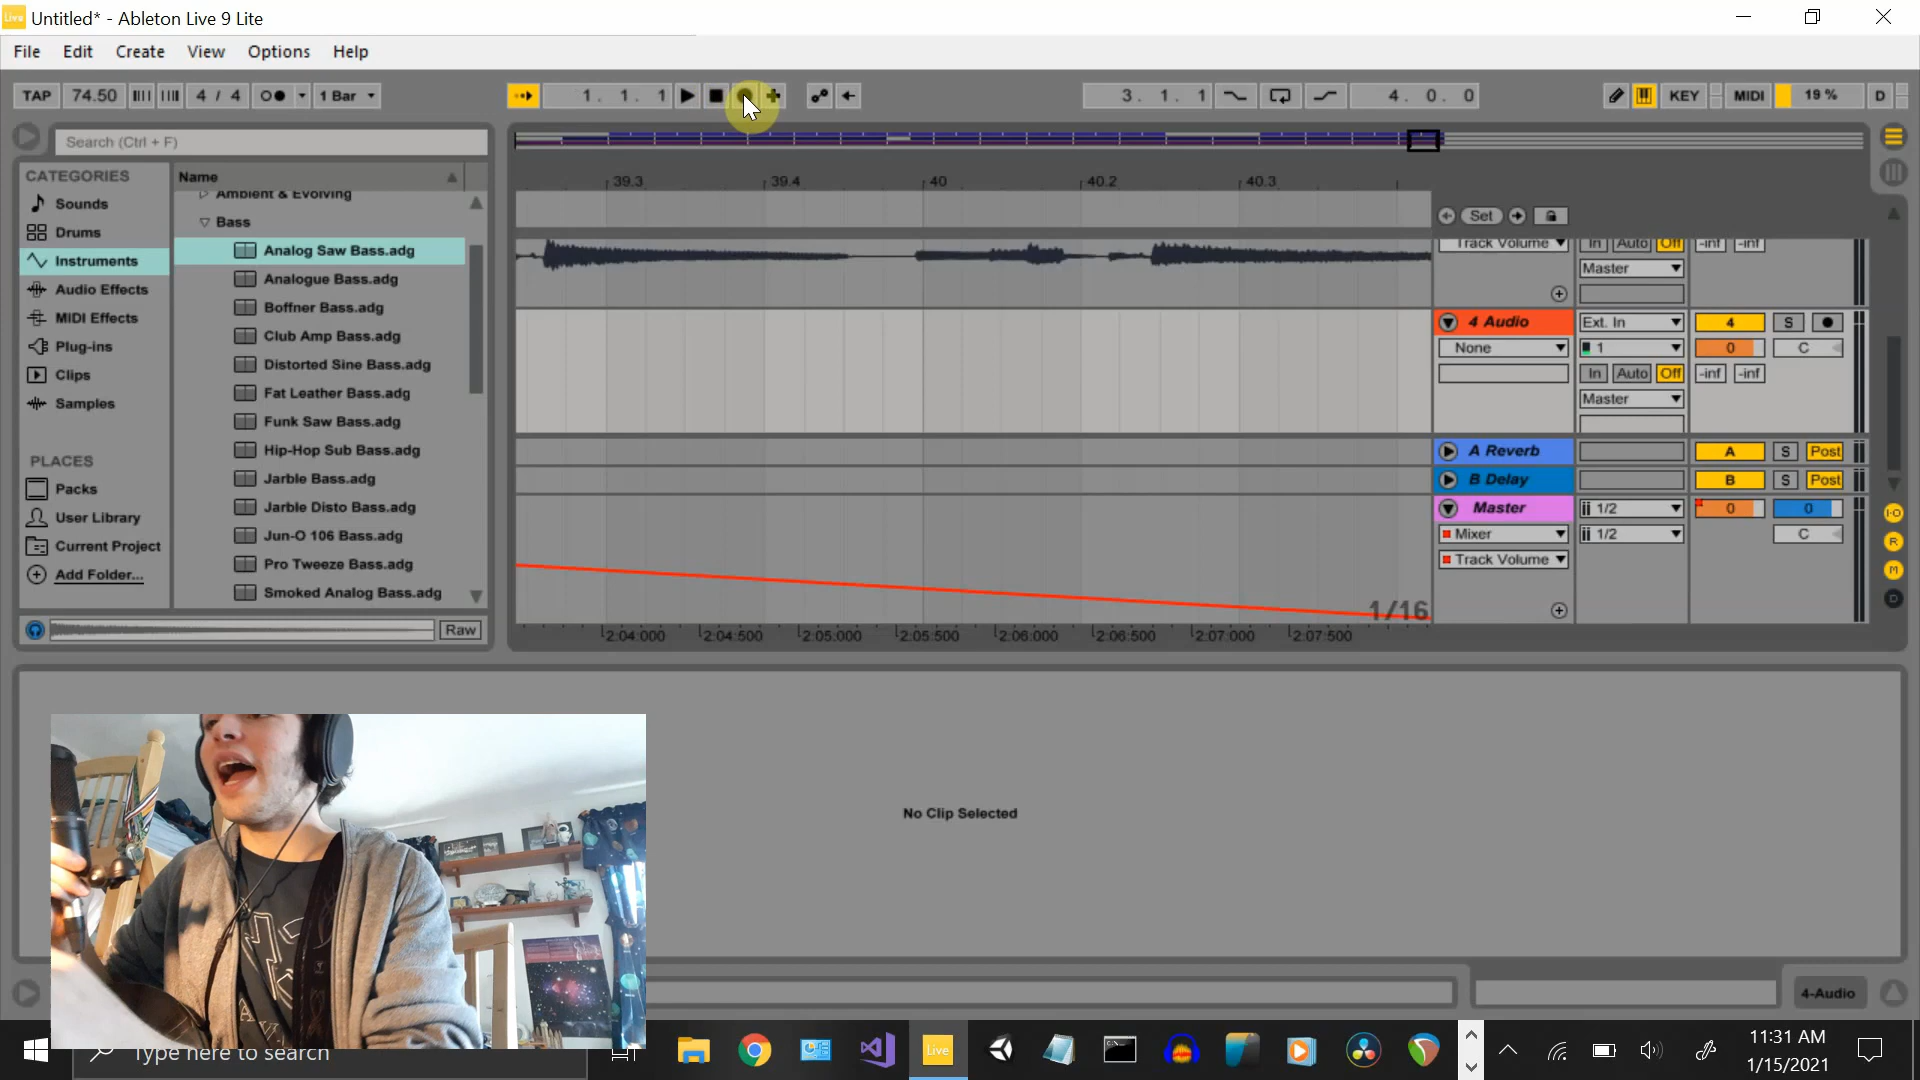 Live Untitled* - Ableton Live 9 Lite
File Edit Create View Options Help
TAP 74.50 4 / 4 1 Bar 1. 1. 1 3. 1. 1 4. 0. 0 KEY MIDI 19 % D
Search (Ctrl + F)
CATEGORIES
Sounds
Drums
Instruments
Audio Effects
MIDI Effects
Plug-ins
Clips
Samples
PLACES
Packs
User Library
Current Project
Add Folder...
Name
Ambient & Evolving
Bass
Analog Saw Bass.adg
Analogue Bass.adg
Boffner Bass.adg
Club Amp Bass.adg
Distorted Sine Bass.adg
Fat Leather Bass.adg
Funk Saw Bass.adg
Hip-Hop Sub Bass.adg
Jarble Bass.adg
Jarble Disto Bass.adg
Jun-O 106 Bass.adg
Pro Tweeze Bass.adg
Smoked Analog Bass.adg
Raw
39.3 39.4 40 40.2 40.3
Set
Track Volume In Auto Off -inf -inf
Master
4 Audio Ext. In 4 S
None 1 0 C
In Auto Off -inf -inf
Master
A Reverb A S Post
B Delay B S Post
Master 1/2 0 0
Mixer 1/2 C
Track Volume
I-O
R
M
D
1/16
2:04:000 2:04:500 2:05:000 2:05:500 2:06:000 2:06:500 2:07:000 2:07:500
No Clip Selected
4-Audio
Type here to search
Live
11:31 AM
1/15/2021